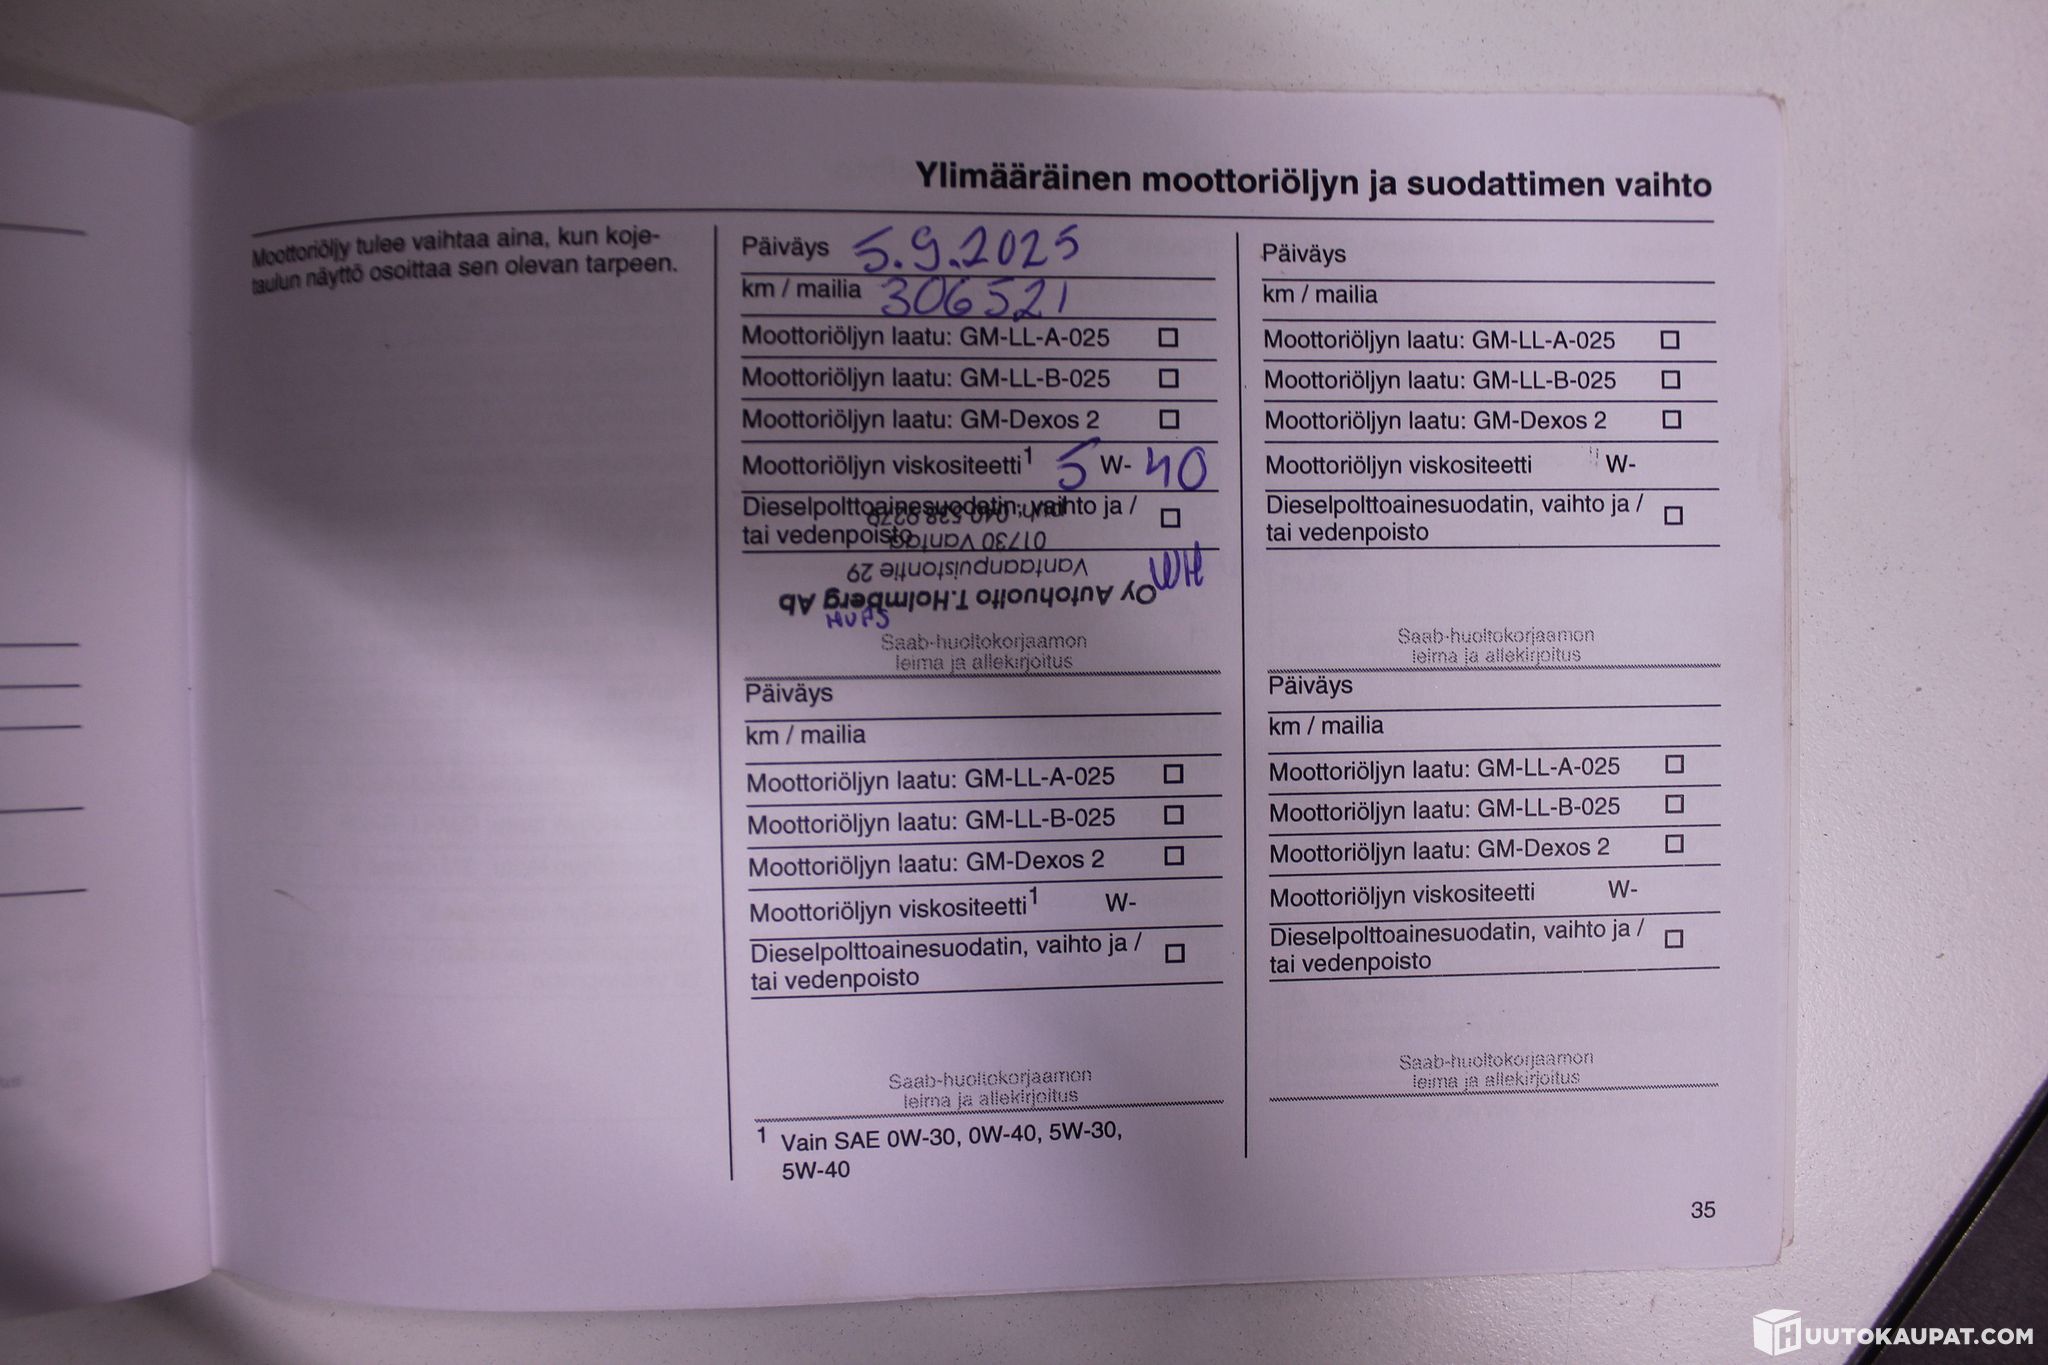 Ylimääräinen moottoriöljyn ja suodattimen vaihto
Moottoriöljy tulee vaihtaa aina, kun koje-
taulun näyttö osoittaa sen olevan tarpeen.
Päiväys 5.9.2025
km / mailia 306521
Moottoriöljyn laatu: GM-LL-A-025
Moottoriöljyn laatu: GM-LL-B-025
Moottoriöljyn laatu: GM-Dexos 2
Moottoriöljyn viskositeetti1 5 W- 40
Dieselpolttoainesuodatin, vaihto ja /
tai vedenpoisto
Oy Autohuolto T.Holmberg Ab
Vantaanpuistontie 29
01730 Vantaa
puh. 040 538 9279
Saab-huoltokorjaamon
leima ja allekirjoitus
Päiväys
km / mailia
Moottoriöljyn laatu: GM-LL-A-025
Moottoriöljyn laatu: GM-LL-B-025
Moottoriöljyn laatu: GM-Dexos 2
Moottoriöljyn viskositeetti1 W-
Dieselpolttoainesuodatin, vaihto ja /
tai vedenpoisto
Saab-huoltokorjaamon
leima ja allekirjoitus
1 Vain SAE 0W-30, 0W-40, 5W-30,
5W-40
Päiväys
km / mailia
Moottoriöljyn laatu: GM-LL-A-025
Moottoriöljyn laatu: GM-LL-B-025
Moottoriöljyn laatu: GM-Dexos 2
Moottoriöljyn viskositeetti W-
Dieselpolttoainesuodatin, vaihto ja /
tai vedenpoisto
Saab-huoltokorjaamon
leima ja allekirjoitus
Päiväys
km / mailia
Moottoriöljyn laatu: GM-LL-A-025
Moottoriöljyn laatu: GM-LL-B-025
Moottoriöljyn laatu: GM-Dexos 2
Moottoriöljyn viskositeetti W-
Dieselpolttoainesuodatin, vaihto ja /
tai vedenpoisto
Saab-huoltokorjaamon
leima ja allekirjoitus
35
HUUTOKAUPAT.COM